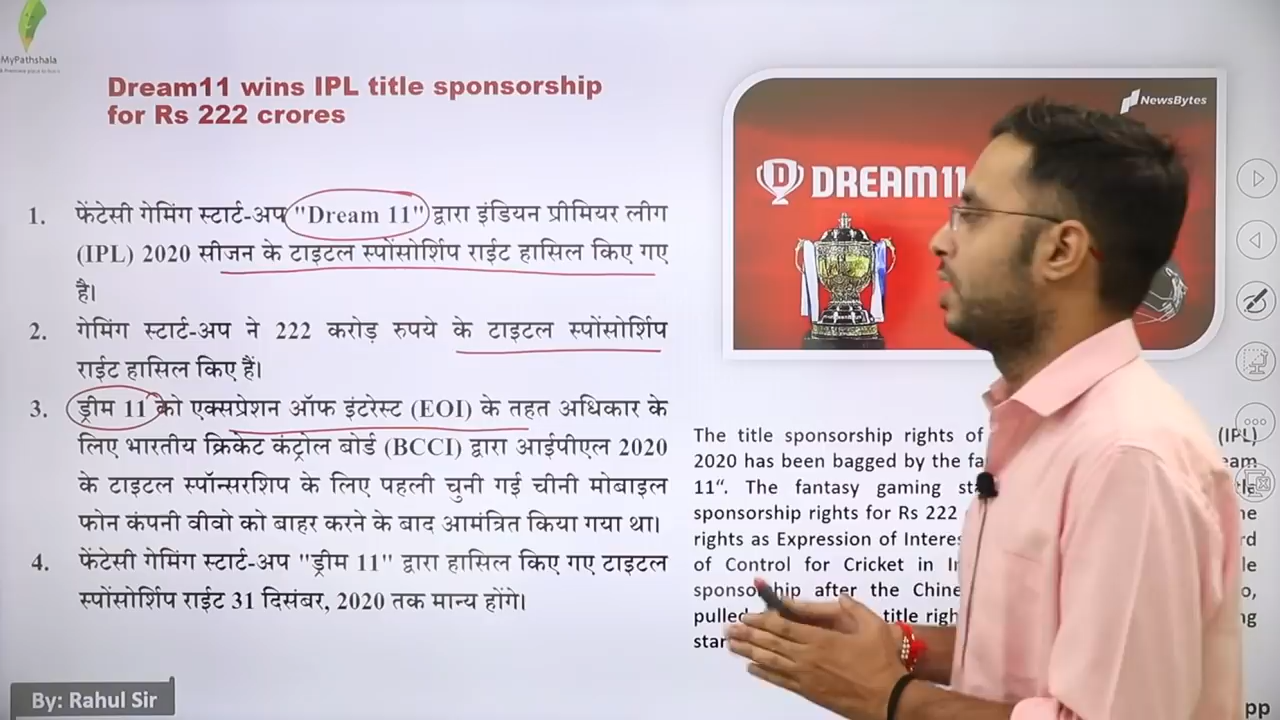 MyPathshala
Dream11 wins IPL title sponsorship
for Rs 222 crores
1. फेंटेसी गेमिंग स्टार्ट-अप "Dream 11" द्वारा इंडियन प्रीमियर लीग
(IPL) 2020 सीजन के टाइटल स्पोंसोर्शिप राईट हासिल किए गए
है।
2. गेमिंग स्टार्ट-अप ने 222 करोड़ रुपये के टाइटल स्पोंसोर्शिप
राईट हासिल किए हैं।
3. ड्रीम 11 को एक्सप्रेशन ऑफ इंटरेस्ट (EOI) के तहत अधिकार के
लिए भारतीय क्रिकेट कंट्रोल बोर्ड (BCCI) द्वारा आईपीएल 2020
के टाइटल स्पॉन्सरशिप के लिए पहली चुनी गई चीनी मोबाइल
फोन कंपनी वीवो को बाहर करने के बाद आमंत्रित किया गया था।
4. फेंटेसी गेमिंग स्टार्ट-अप "ड्रीम 11" द्वारा हासिल किए गए टाइटल
स्पोंसोर्शिप राईट 31 दिसंबर, 2020 तक मान्य होंगे।
NewsBytes
DREAM11
The title sponsorship rights of (IPL)
2020 has been bagged by the
11“. The fantasy gaming
sponsorship rights for Rs 222
rights as Expression of
of Control for Cricket in
sponsorship after the
pulled title
By: Rahul Sir